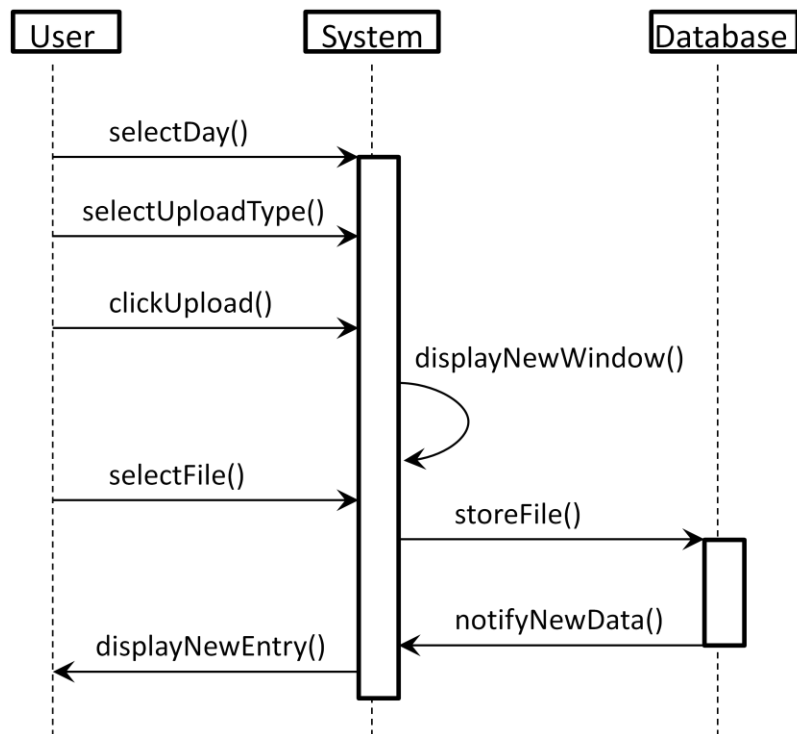 User
System
Database
selectDay()
selectUploadType()
clickUpload()
displayNewWindow()
selectFile()
storeFile()
notifyNewData()
displayNewEntry()